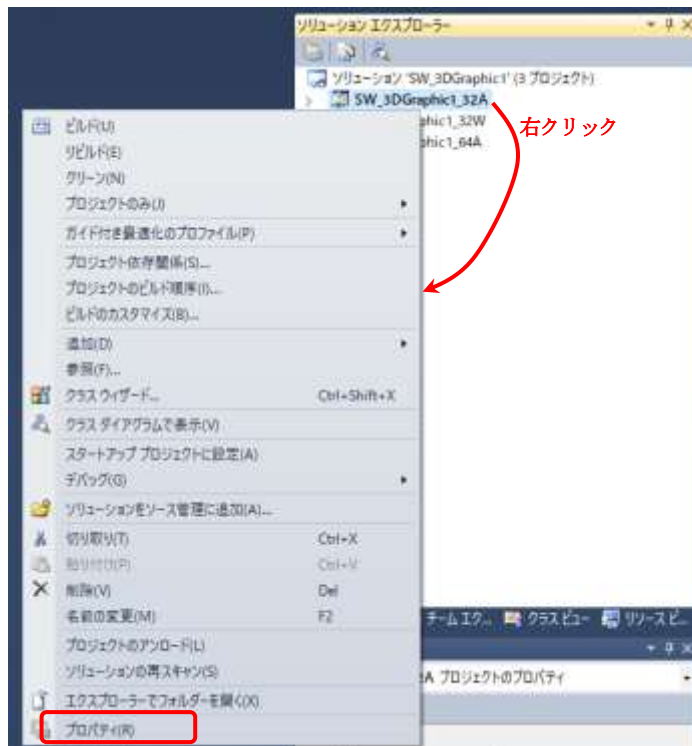 ソリューション エクスプローラー
ソリューション 'SW_3DGraphic1' (3 プロジェクト)
SW_3DGraphic1_32A
phic1_32W
phic1_64A
右クリック
ビルド(U)
リビルド(E)
クリーン(N)
プロジェクトのみ(J)
ガイド付き最適化のプロファイル(P)
プロジェクト依存関係(S)...
プロジェクトのビルド順序(I)...
ビルドのカスタマイズ(B)...
追加(D)
参照(F)...
クラス ウィザード... Ctrl+Shift+X
クラス ダイアグラムで表示(V)
スタートアップ プロジェクトに設定(A)
デバッグ(G)
ソリューションをソース管理に追加(A)...
切り取り(T) Ctrl+X
貼り付け(P) Ctrl+V
削除(V) Del
名前の変更(M) F2
プロジェクトのアンロード(L)
ソリューションの再スキャン(S)
エクスプローラーでフォルダーを開く(X)
プロパティ(R)
チーム エク... クラス ビュー リソース ビ...
A プロジェクトのプロパティ